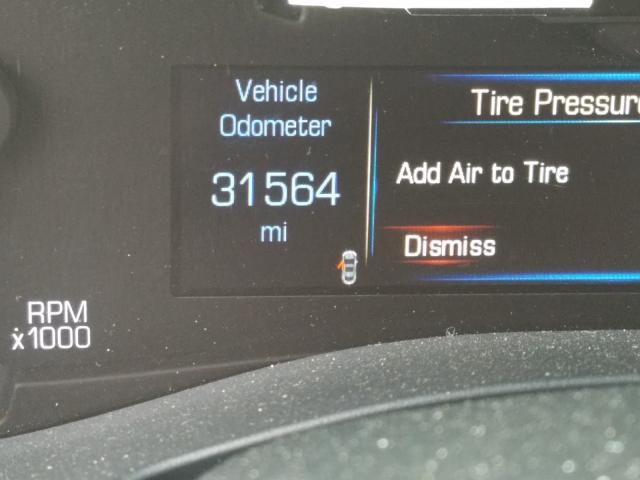 Vehicle
Odometer
31564
mi
Tire Pressure
Add Air to Tire
Dismiss
RPM
x1000